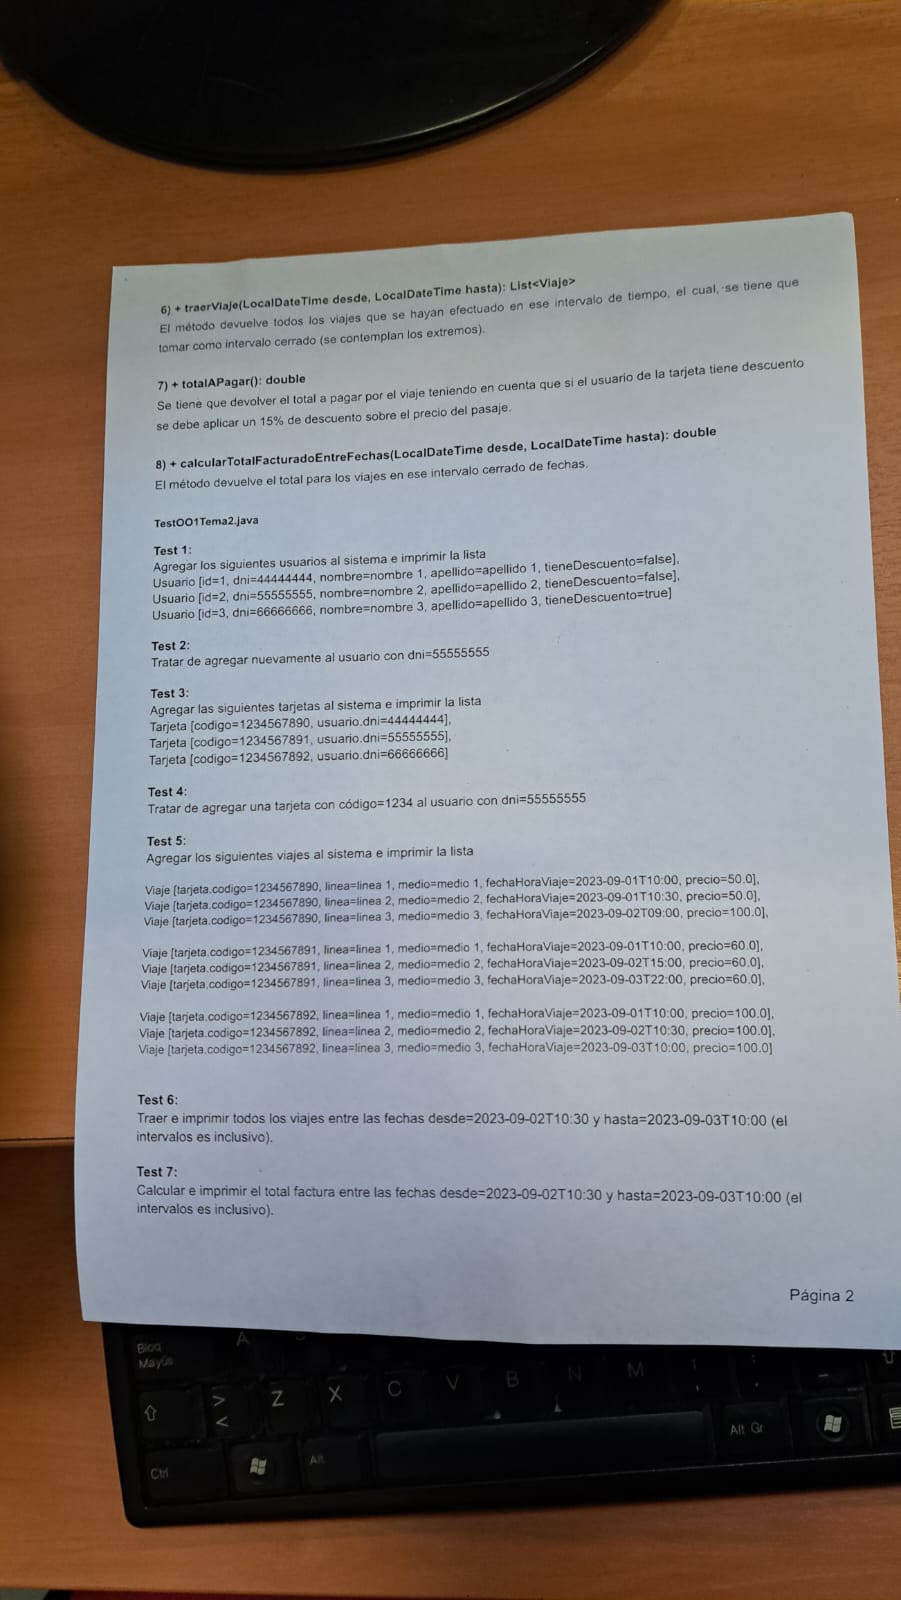 6) + traerViaje(LocalDateTime desde, LocalDateTime hasta): List<Viaje>
El método devuelve todos los viajes que se hayan efectuado en ese intervalo de tiempo, el cual, se tiene que
tomar como intervalo cerrado (se contemplan los extremos).
7) + totalAPagar(): double
Se tiene que devolver el total a pagar por el viaje teniendo en cuenta que si el usuario de la tarjeta tiene descuento
se debe aplicar un 15% de descuento sobre el precio del pasaje.
8) + calcularTotalFacturadoEntreFechas(LocalDateTime desde, LocalDateTime hasta): double
El método devuelve el total para los viajes en ese intervalo cerrado de fechas.
TestOO1Tema2.java
Test 1:
Agregar los siguientes usuarios al sistema e imprimir la lista
Usuario [id=1, dni=44444444, nombre=nombre 1, apellido=apellido 1, tieneDescuento=false],
Usuario [id=2, dni=55555555, nombre=nombre 2, apellido=apellido 2, tieneDescuento=false],
Usuario [id=3, dni=66666666, nombre=nombre 3, apellido=apellido 3, tieneDescuento=true]
Test 2:
Tratar de agregar nuevamente al usuario con dni=55555555
Test 3:
Agregar las siguientes tarjetas al sistema e imprimir la lista
Tarjeta [codigo=1234567890, usuario.dni=44444444],
Tarjeta [codigo=1234567891, usuario.dni=55555555],
Tarjeta [codigo=1234567892, usuario.dni=66666666]
Test 4:
Tratar de agregar una tarjeta con código=1234 al usuario con dni=55555555
Test 5:
Agregar los siguientes viajes al sistema e imprimir la lista
Viaje [tarjeta.codigo=1234567890, linea=linea 1, medio=medio 1, fechaHoraViaje=2023-09-01T10:00, precio=50.0],
Viaje [tarjeta.codigo=1234567890, linea=linea 2, medio=medio 2, fechaHoraViaje=2023-09-01T10:30, precio=50.0],
Viaje [tarjeta.codigo=1234567890, linea=linea 3, medio=medio 3, fechaHoraViaje=2023-09-02T09:00, precio=100.0],
Viaje [tarjeta.codigo=1234567891, linea=linea 1, medio=medio 1, fechaHoraViaje=2023-09-01T10:00, precio=60.0],
Viaje [tarjeta.codigo=1234567891, linea=linea 2, medio=medio 2, fechaHoraViaje=2023-09-02T15:00, precio=60.0],
Viaje [tarjeta.codigo=1234567891, linea=linea 3, medio=medio 3, fechaHoraViaje=2023-09-03T22:00, precio=60.0],
Viaje [tarjeta.codigo=1234567892, linea=linea 1, medio=medio 1, fechaHoraViaje=2023-09-01T10:00, precio=100.0],
Viaje [tarjeta.codigo=1234567892, linea=linea 2, medio=medio 2, fechaHoraViaje=2023-09-02T10:30, precio=100.0],
Viaje [tarjeta.codigo=1234567892, linea=linea 3, medio=medio 3, fechaHoraViaje=2023-09-03T10:00, precio=100.0]
Test 6:
Traer e imprimir todos los viajes entre las fechas desde=2023-09-02T10:30 y hasta=2023-09-03T10:00 (el
intervalos es inclusivo).
Test 7:
Calcular e imprimir el total factura entre las fechas desde=2023-09-02T10:30 y hasta=2023-09-03T10:00 (el
intervalos es inclusivo).
Página 2
Bloq
Mayús
A
> Z X C V B N M
<
Ctrl Alt Alt Gr